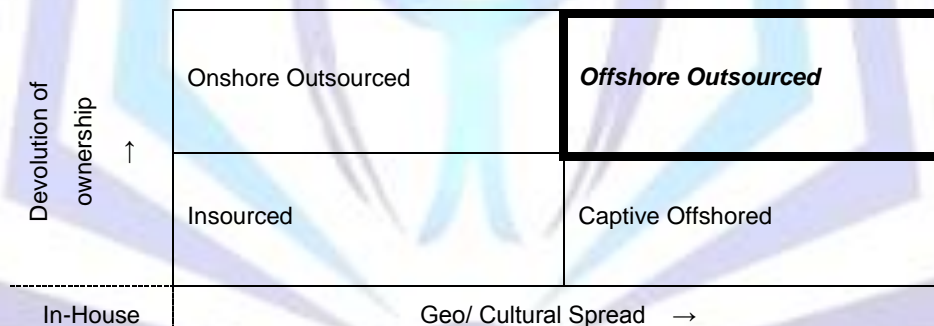 Devolution of
ownership
↑
Onshore Outsourced
Offshore Outsourced
Insourced
Captive Offshored
In-House
Geo/ Cultural Spread →